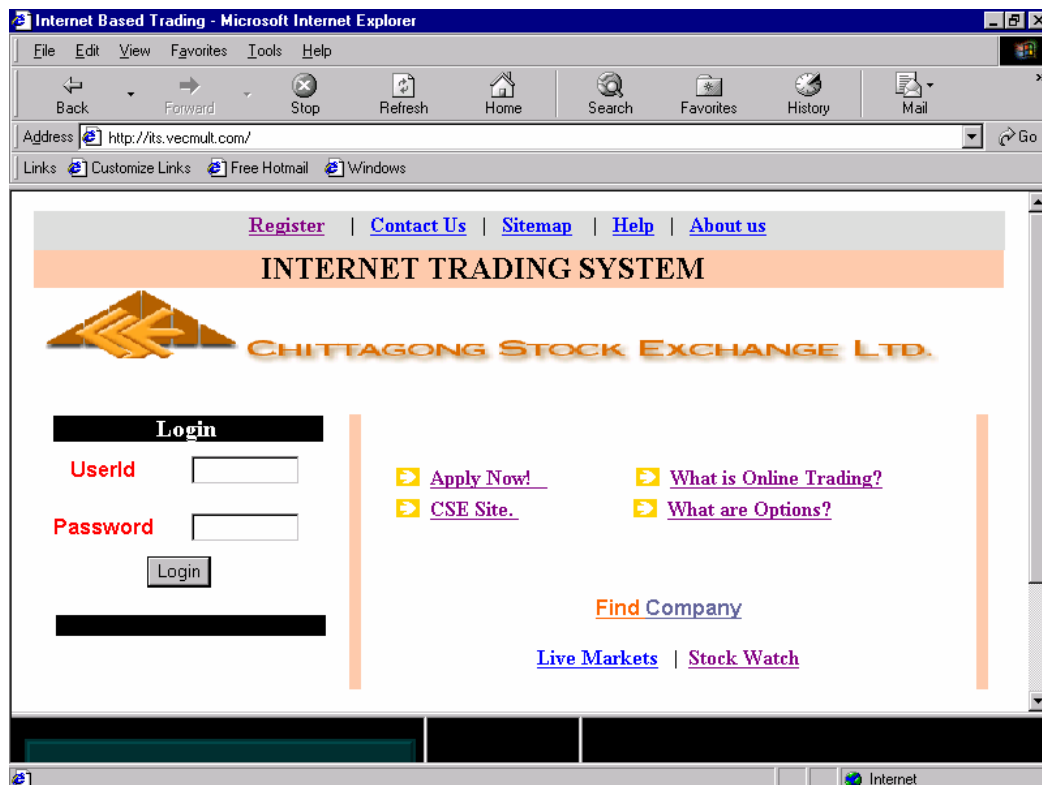 Internet Based Trading - Microsoft Internet Explorer
File Edit View Favorites Tools Help
Back Forward Stop Refresh Home Search Favorites History Mail
Address http://its.vecmult.com/ Go
Links Customize Links Free Hotmail Windows
Register | Contact Us | Sitemap | Help | About us
INTERNET TRADING SYSTEM
CHITTAGONG STOCK EXCHANGE LTD.
Login
UserId
Password
Login
Apply Now! What is Online Trading?
CSE Site. What are Options?
Find Company
Live Markets | Stock Watch
Internet